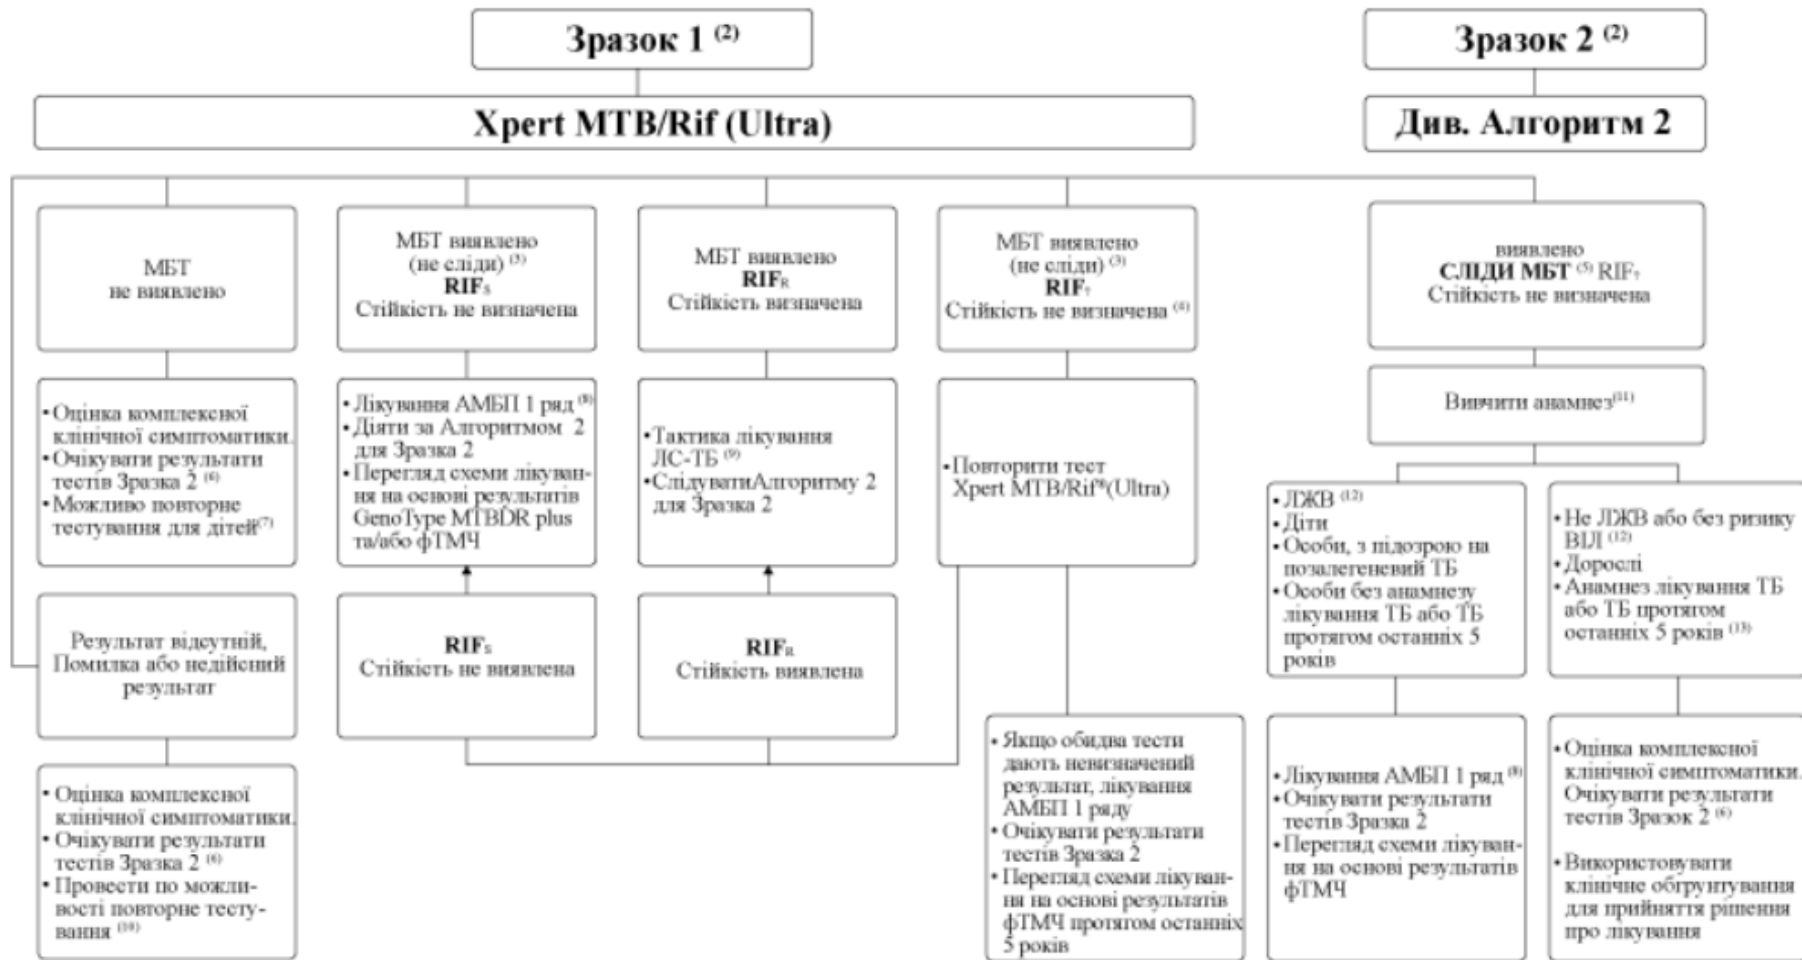 Зразок 1 (2)
Зразок 2 (2)
Xpert MTB/Rif (Ultra)
Див. Алгоритм 2
МБТ
не виявлено
МБТ виявлено
(не сліди) (3)
RIFS
Стійкість не визначена
МБТ виявлено
RIFR
Стійкість визначена
МБТ виявлено
(не сліди) (3)
RIF?
Стійкість не визначена (4)
виявлено
СЛІДИ МБТ (5) RIF?
Стійкість не визначена
• Оцінка комплексної
клінічної симптоматики.
• Очікувати результати
тестів Зразка 2 (6)
• Можливо повторне
тестування для дітей(7)
• Лікування АМБП 1 ряд (8)
• Діяти за Алгоритмом 2
для Зразка 2
• Перегляд схеми лікуван-
ня на основі результатів
GenoType MTBDR plus
та/або фТМЧ
• Тактика лікування
ЛС-ТБ (9)
• СлідуватиАлгоритму 2
для Зразка 2
• Повторити тест
Xpert MTB/Rif®(Ultra)
Вивчити анамнез(11)
• ЛЖВ (12)
• Діти
• Особи, з підозрою на
позалегеневий ТБ
• Особи без анамнезу
лікування ТБ або ТБ
протягом останніх 5
років
• Не ЛЖВ або без ризику
ВІЛ (12)
• Дорослі
• Анамнез лікування ТБ
або ТБ протягом
останніх 5 років (13)
Результат відсутній,
Помилка або недійсний
результат
RIFS
Стійкість не виявлена
RIFR
Стійкість виявлена
• Оцінка комплексної
клінічної симптоматики.
• Очікувати результати
тестів Зразка 2 (6)
• Провести по можли-
вості повторне тесту-
вання (10)
• Якщо обидва тести
дають невизначений
результат, лікування
АМБП 1 ряду
• Очікувати результати
тестів Зразка 2
• Перегляд схеми лікуван-
ня на основі результатів
фТМЧ протягом останніх
5 років
• Лікування АМБП 1 ряд (8)
• Очікувати результати
тестів Зразка 2
• Перегляд схеми лікуван-
ня на основі результатів
фТМЧ
• Оцінка комплексної
клінічної симптоматики.
Очікувати результати
тестів Зразок 2 (6)
• Використовувати
клінічне обґрунтування
для прийняття рішення
про лікування